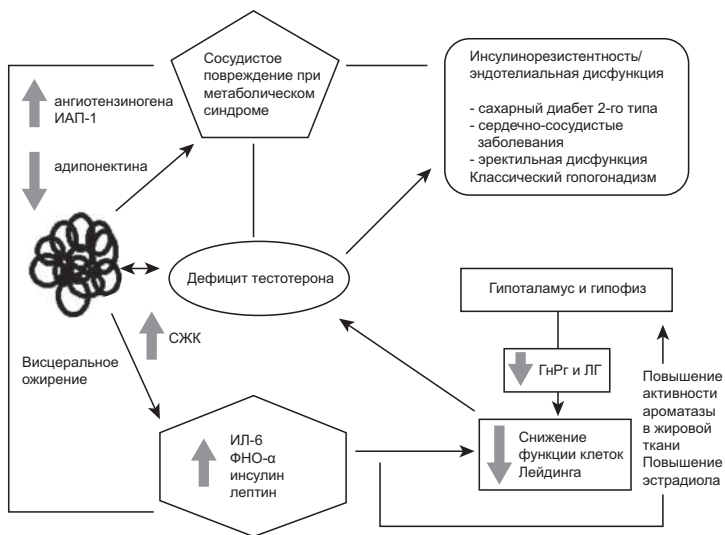 Сосудистое
повреждение при
метаболическом
синдроме
Инсулинорезистентность/
эндотелиальная дисфункция
- сахарный диабет 2-го типа
- сердечно-сосудистые
заболевания
- эректильная дисфункция
Классический гопогонадизм
ангиотензиногена
ИАП-1
адипонектина
Дефицит тестотерона
Гипоталамус и гипофиз
СЖК
Висцеральное
ожирение
ГнРг и ЛГ
Повышение
активности
ароматазы
в жировой
ткани
Повышение
эстрадиола
ИЛ-6
ФНО-α
инсулин
лептин
Снижение
функции клеток
Лейдинга